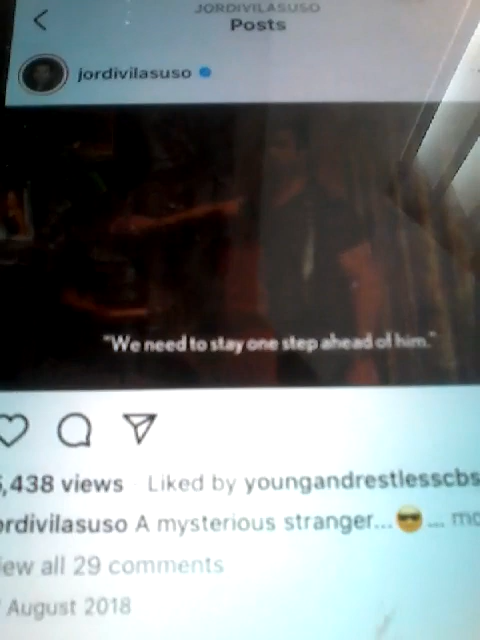 JORDIVILASUSO
Posts
jordivilasuso
"We need to stay one step ahead of him."
,438 views · Liked by youngandrestlesscbs
ordivilasuso A mysterious stranger...😎... mo
iew all 29 comments
August 2018